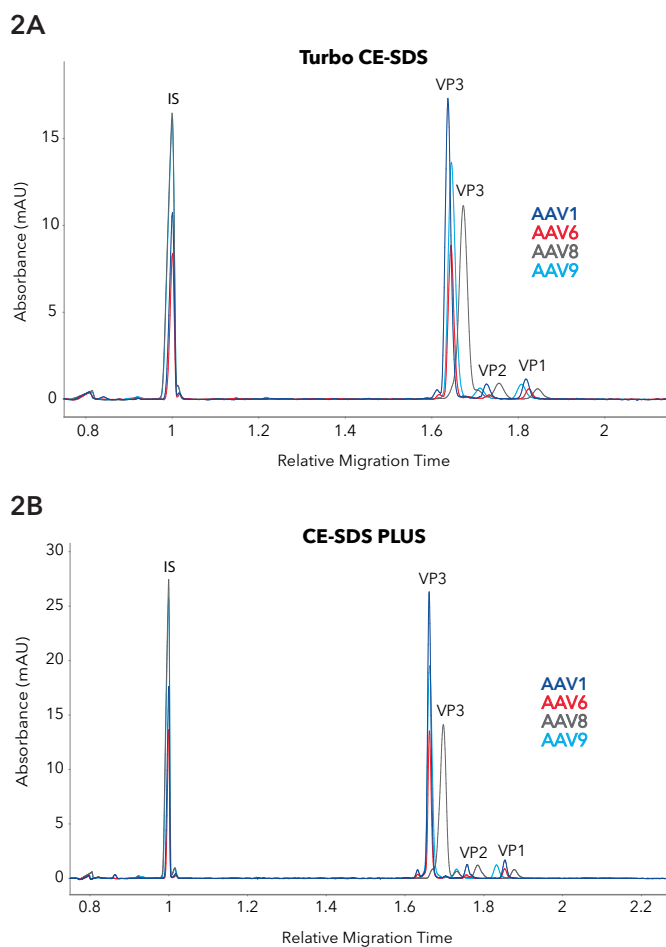 2A
Turbo CE-SDS
IS
VP3
VP3
VP2
VP1
AAV1
AAV6
AAV8
AAV9
Absorbance (mAU)
15
10
5
0
0.8 1 1.2 1.4 1.6 1.8 2
Relative Migration Time
2B
CE-SDS PLUS
IS
VP3
VP3
VP2
VP1
AAV1
AAV6
AAV8
AAV9
Absorbance (mAU)
30
25
20
15
10
5
0
0.8 1 1.2 1.4 1.6 1.8 2 2.2
Relative Migration Time